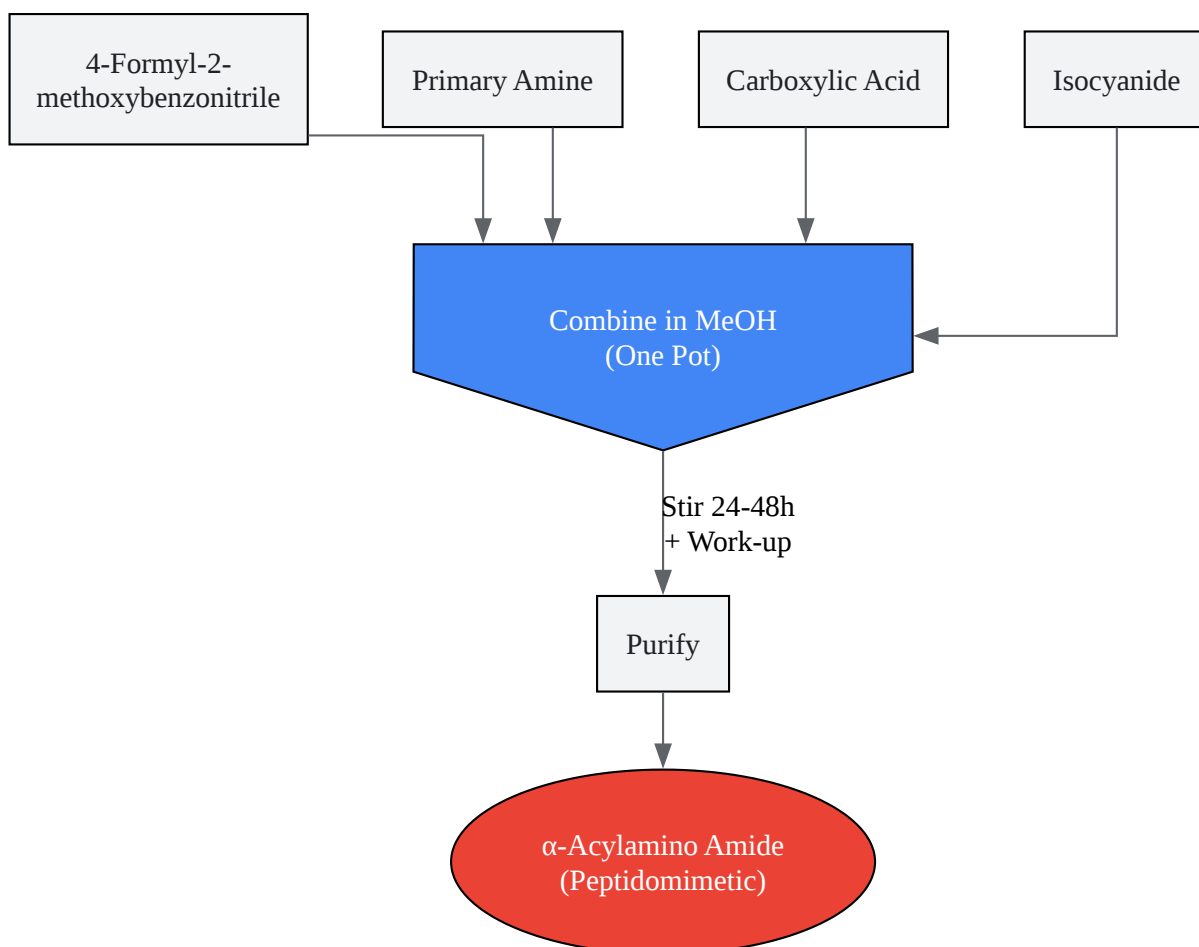 4-Formyl-2-
methoxybenzonitrile
Primary Amine
Carboxylic Acid
Isocyanide
Combine in MeOH
(One Pot)
Stir 24-48h
+ Work-up
Purify
α-Acylamino Amide
(Peptidomimetic)